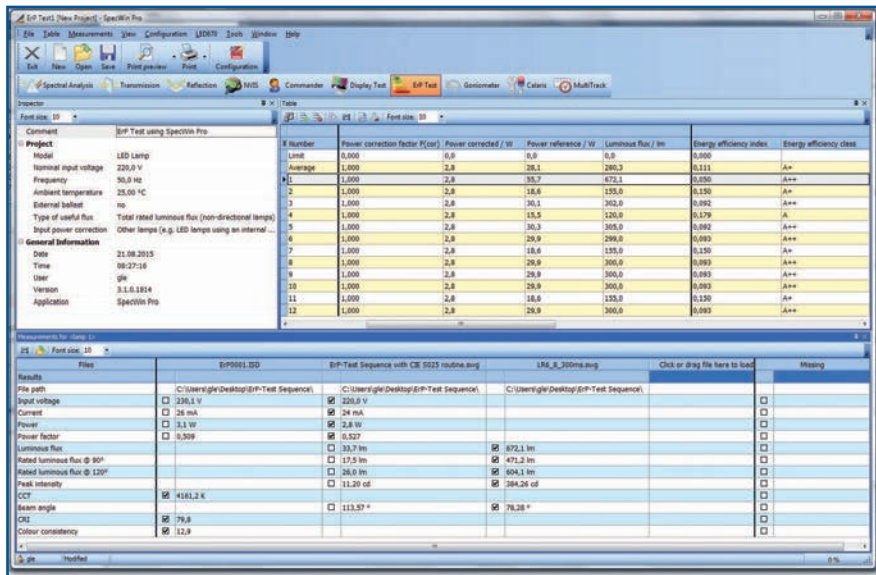 ErP Test1 [New Project] - SpecWin Pro
File Table Measurements View Configuration LED670 Tools Window Help
Exit New Open Save Print preview Print Configuration
Spectral Analysis Transmission Reflection NVIS Commander Display Test ErP Test Goniometer Celaris MultiTrack
Inspector
Font size: 10
Comment ErP Test using SpecWin Pro
Project
Model LED Lamp
Nominal input voltage 220,0 V
Frequency 50,0 Hz
Ambient temperature 25,00 °C
External ballast no
Type of useful flux Total rated luminous flux (non-directional lamps)
Input power correction Other lamps (e.g. LED lamps using an internal ...
General Information
Date 21.08.2015
Time 08:27:16
User gle
Version 3.1.0.1814
Application SpecWin Pro
Table
Font size: 10
# Number Power correction factor P(cor) Power corrected / W Power reference / W Luminous flux / lm Energy efficiency index Energy efficiency class
Limit 0,000 0,0 0,0 0,0 0,000
Average 1,000 2,8 28,1 280,3 0,111 A+
1 1,000 2,8 55,7 672,1 0,050 A++
2 1,000 2,8 18,6 155,0 0,150 A+
3 1,000 2,8 30,1 302,0 0,092 A++
4 1,000 2,8 15,5 120,0 0,179 A
5 1,000 2,8 30,3 305,0 0,092 A++
6 1,000 2,8 29,9 299,0 0,093 A++
7 1,000 2,8 18,6 155,0 0,150 A+
8 1,000 2,8 29,9 300,0 0,093 A++
9 1,000 2,8 29,9 300,0 0,093 A++
10 1,000 2,8 29,9 300,0 0,093 A++
11 1,000 2,8 18,6 155,0 0,150 A+
12 1,000 2,8 29,9 300,0 0,093 A++
Measurements for <lamp 1>
Font size: 10
Files ErP0001.ISD ErP-Test Sequence with CIE S025 routine.svg LR6_8_300ms.svg Click or drag file here to load Missing
Results
File path C:\Users\gle\Desktop\ErP-Test Sequence\ C:\Users\gle\Desktop\ErP-Test Sequence\ C:\Users\gle\Desktop\ErP-Test Sequence\
Input voltage 230,1 V 220,0 V
Current 26 mA 24 mA
Power 3,1 W 2,8 W
Power factor 0,509 0,527
Luminous flux 33,7 lm 672,1 lm
Rated luminous flux @ 90° 17,5 lm 471,2 lm
Rated luminous flux @ 120° 26,0 lm 604,1 lm
Peak intensity 11,20 cd 384,26 cd
CCT 4161,2 K
Beam angle 113,57 ° 78,28 °
CRI 79,8
Colour consistency 12,9
gle Modified 0 %